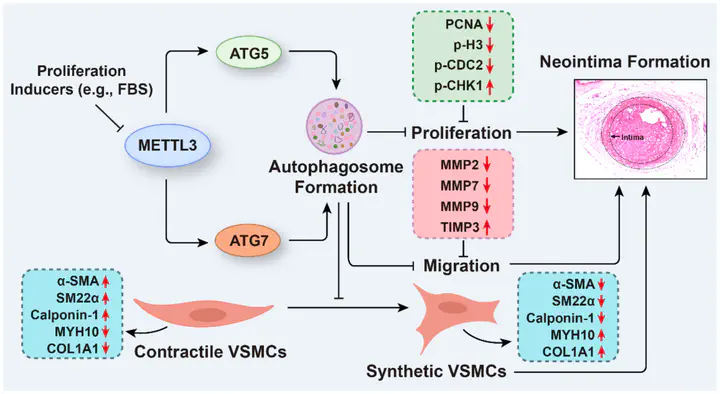 Proliferation
Inducers (e.g., FBS)
METTL3
ATG5
ATG7
Autophagosome
Formation
PCNA ↓
p-H3 ↓
p-CDC2 ↓
p-CHK1 ↑
Proliferation
MMP2 ↓
MMP7 ↓
MMP9 ↓
TIMP3 ↑
Migration
Neointima Formation
Intima
α-SMA ↑
SM22α ↑
Calponin-1 ↑
MYH10 ↓
COL1A1 ↓
Contractile VSMCs
Synthetic VSMCs
α-SMA ↓
SM22α ↓
Calponin-1 ↓
MYH10 ↑
COL1A1 ↑